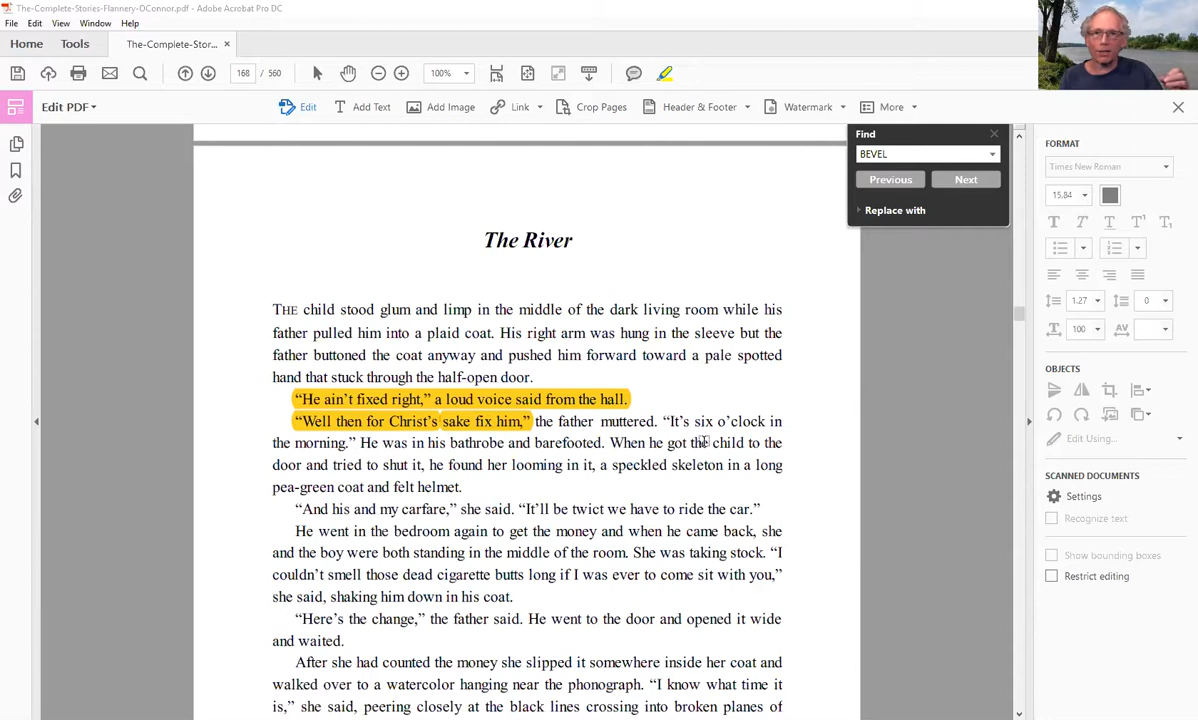 The-Complete-Stories-Flannery-OConnor.pdf - Adobe Acrobat Pro DC
File Edit View Window Help
Home Tools The-Complete-Stor... ×
168 / 560 100%
Edit PDF
Edit Add Text Add Image Link Crop Pages Header & Footer Watermark More
Find
BEVEL
Previous Next
Replace with
The River
THE child stood glum and limp in the middle of the dark living room while his
father pulled him into a plaid coat. His right arm was hung in the sleeve but the
father buttoned the coat anyway and pushed him forward toward a pale spotted
hand that stuck through the half-open door.
“He ain’t fixed right,” a loud voice said from the hall.
“Well then for Christ’s sake fix him,” the father muttered. “It’s six o’clock in
the morning.” He was in his bathrobe and barefooted. When he got the child to the
door and tried to shut it, he found her looming in it, a speckled skeleton in a long
pea-green coat and felt helmet.
“And his and my carfare,” she said. “It’ll be twict we have to ride the car.”
He went in the bedroom again to get the money and when he came back, she
and the boy were both standing in the middle of the room. She was taking stock. “I
couldn’t smell those dead cigarette butts long if I was ever to come sit with you,”
she said, shaking him down in his coat.
“Here’s the change,” the father said. He went to the door and opened it wide
and waited.
After she had counted the money she slipped it somewhere inside her coat and
walked over to a watercolor hanging near the phonograph. “I know what time it
is,” she said, peering closely at the black lines crossing into broken planes of
FORMAT
Times New Roman
15.84
T T T T¹ T₁
1.27 0
100 AV
OBJECTS
Edit Using...
SCANNED DOCUMENTS
Settings
Recognize text
Show bounding boxes
Restrict editing